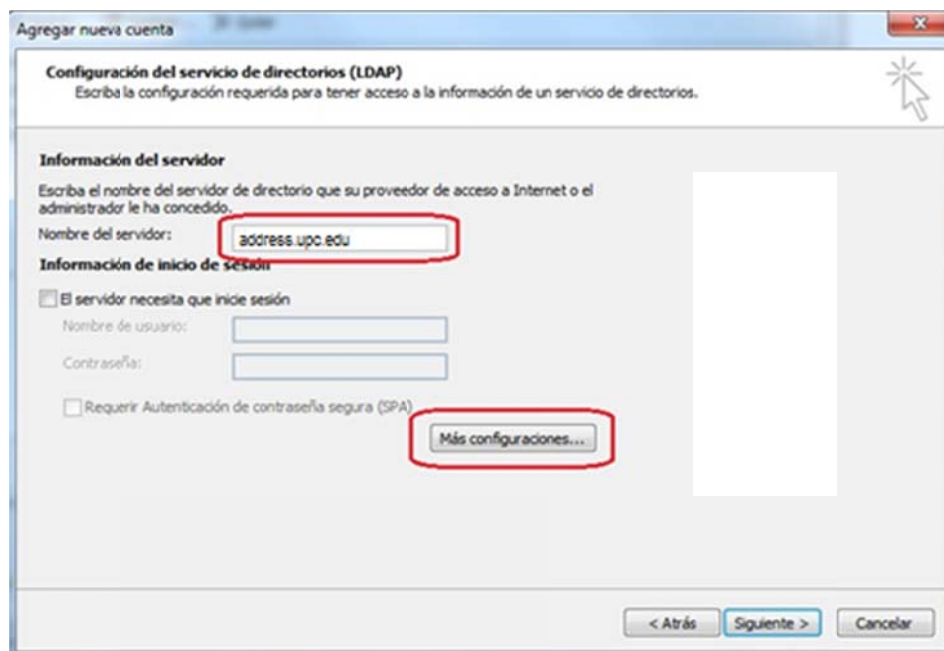 Agregar nueva cuenta
Configuración del servicio de directorios (LDAP)
Escriba la configuración requerida para tener acceso a la información de un servicio de directorios.
Información del servidor
Escriba el nombre del servidor de directorio que su proveedor de acceso a Internet o el
administrador le ha concedido.
Nombre del servidor:
address.upc.edu
Información de inicio de sesión
El servidor necesita que inicie sesión
Nombre de usuario:
Contraseña:
Requerir Autenticación de contraseña segura (SPA)
Más configuraciones...
< Atrás
Siguiente >
Cancelar